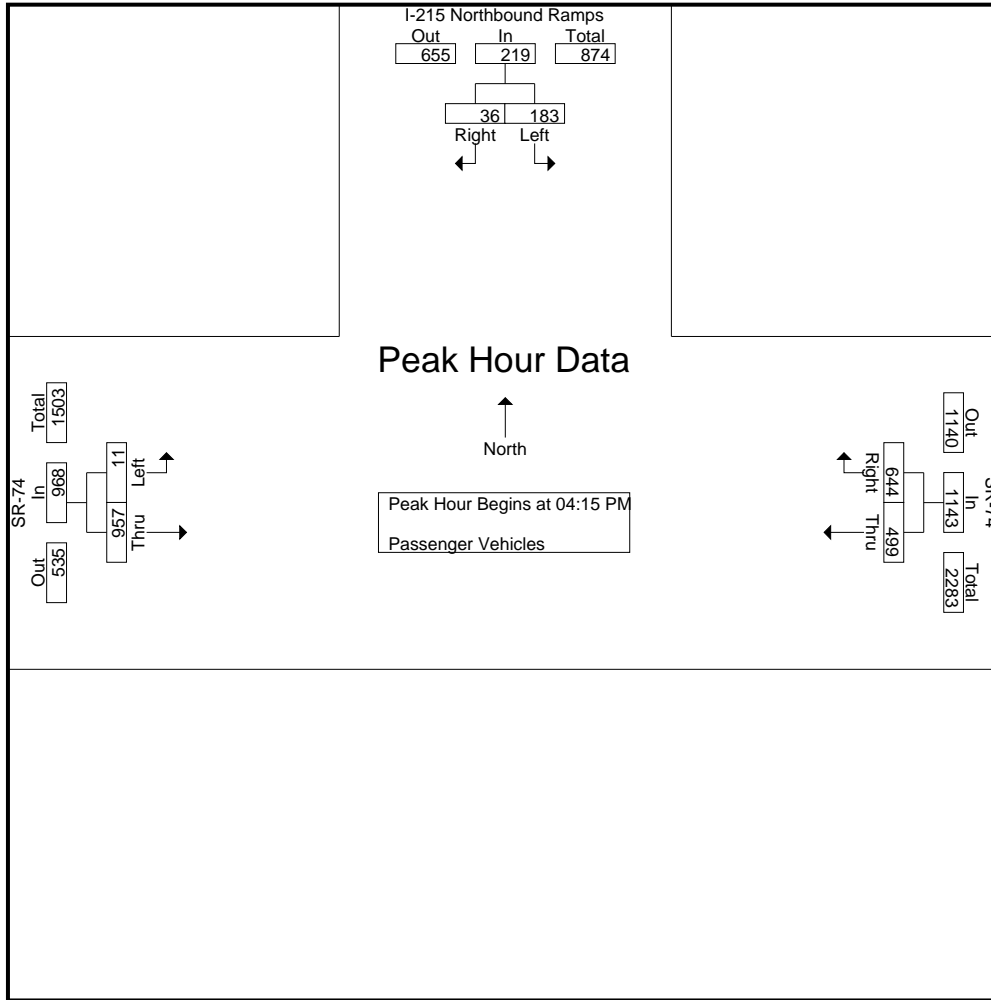 I-215 Northbound Ramps
Out In Total
655 219 874
36 183
Right Left
Peak Hour Data
North
Peak Hour Begins at 04:15 PM
Passenger Vehicles
SR-74
Total In Out
1503 968 535
11 957
Left Thru
SR-74
Out In Total
1140 1143 2283
644 499
Right Thru